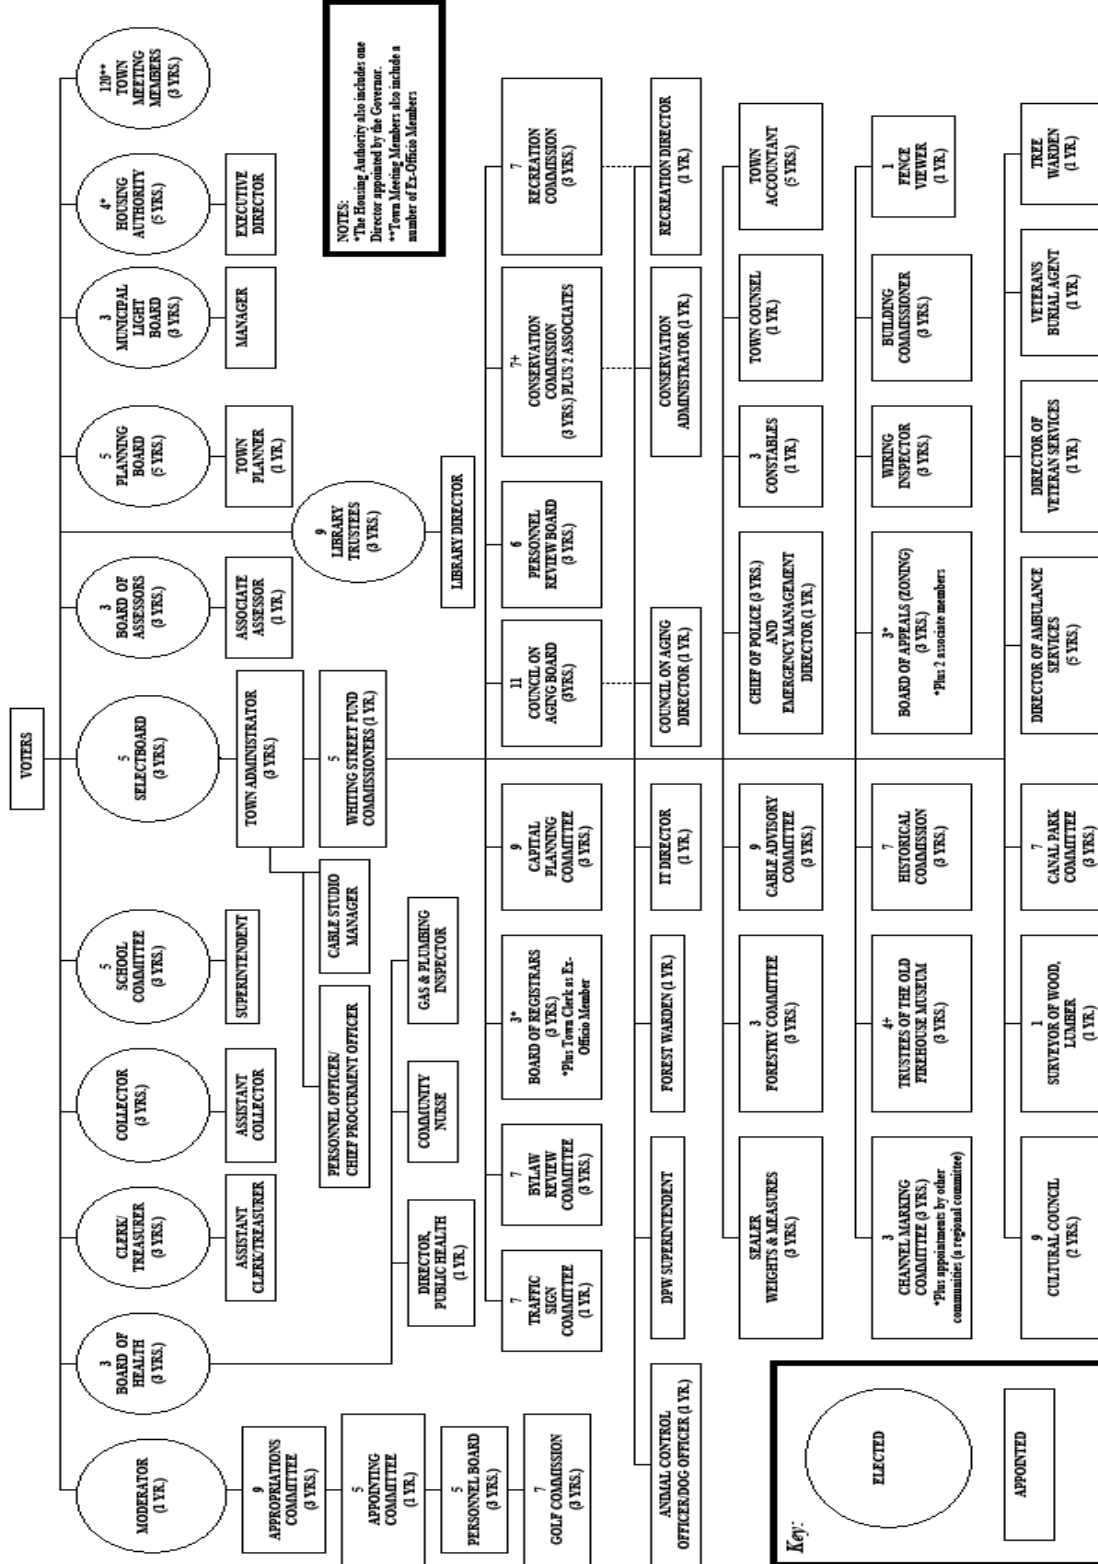 VOTERS
MODERATOR
(1 YR.)
3
BOARD OF
HEALTH
(3 YRS.)
CLERK/
TREASURER
(3 YRS.)
COLLECTOR
(3 YRS.)
5
SCHOOL
COMMITTEE
(3 YRS.)
5
SELECTBOARD
(3 YRS.)
3
BOARD OF
ASSESSORS
(3 YRS.)
5
PLANNING
BOARD
(5 YRS.)
3
MUNICIPAL
LIGHT
BOARD
(3 YRS.)
4*
HOUSING
AUTHORITY
(5 YRS.)
120**
TOWN
MEETING
MEMBERS
(3 YRS.)
9
APPROPRIATIONS
COMMITTEE
(3 YRS.)
ASSISTANT
CLERK/TREASURER
ASSISTANT
COLLECTOR
SUPERINTENDENT
TOWN ADMINISTRATOR
(3 YRS.)
ASSOCIATE
ASSESSOR
(1 YR.)
TOWN
PLANNER
(1 YR.)
MANAGER
EXECUTIVE
DIRECTOR
5
APPOINTING
COMMITTEE
(1 YR.)
PERSONNEL OFFICER/
CHIEF PROCUREMENT OFFICER
CABLE STUDIO
MANAGER
5
WHITING STREET FUND
COMMISSIONERS (1 YR.)
9
LIBRARY
TRUSTEES
(3 YRS.)
NOTES:
*The Housing Authority also includes one
Director appointed by the Governor.
**Town Meeting Members also include a
number of Ex-Officio Members
5
PERSONNEL BOARD
(3 YRS.)
DIRECTOR,
PUBLIC HEALTH
(1 YR.)
COMMUNITY
NURSE
GAS & PLUMBING
INSPECTOR
LIBRARY DIRECTOR
7
GOLF COMMISSION
(3 YRS.)
7
TRAFFIC
SIGN
COMMITTEE
(1 YR.)
7
BYLAW
REVIEW
COMMITTEE
(3 YRS.)
3*
BOARD OF REGISTRARS
(3 YRS.)
*Plus Town Clerk as Ex-
Officio Member
9
CAPITAL
PLANNING
COMMITTEE
(3 YRS.)
11
COUNCIL ON
AGING BOARD
(3YRS.)
6
PERSONNEL
REVIEW BOARD
(3 YRS.)
7+
CONSERVATION
COMMISSION
(3 YRS.) PLUS 2 ASSOCIATES
7
RECREATION
COMMISSION
(3 YRS.)
ANIMAL CONTROL
OFFICER/DOG OFFICER (1 YR.)
DPW SUPERINTENDENT
FOREST WARDEN (1 YR.)
IT DIRECTOR
(1 YR.)
COUNCIL ON AGING
DIRECTOR (1 YR.)
CONSERVATION
ADMINISTRATOR (1 YR.)
RECREATION DIRECTOR
(1 YR.)
SEALER
WEIGHTS & MEASURES
(3 YRS.)
3
FORESTRY COMMITTEE
(3 YRS.)
9
CABLE ADVISORY
COMMITTEE
(3 YRS.)
CHIEF OF POLICE (3 YRS.)
AND
EMERGENCY MANAGEMENT
DIRECTOR (1 YR.)
3
CONSTABLES
(1 YR.)
TOWN COUNSEL
(1 YR.)
TOWN
ACCOUNTANT
(5 YRS.)
3
CHANNEL MARKING
COMMITTEE (3 YRS.)
*Plus appointments by other
communities (a regional committee)
4+
TRUSTEES OF THE OLD
FIREHOUSE MUSEUM
(3 YRS.)
7
HISTORICAL
COMMISSION
(3 YRS.)
3*
BOARD OF APPEALS (ZONING)
(3 YRS.)
*Plus 2 associate members
WIRING
INSPECTOR
(3 YRS.)
BUILDING
COMMISSIONER
(3 YRS.)
1
FENCE
VIEWER
(1 YR.)
9
CULTURAL COUNCIL
(2 YRS.)
1
SURVEYOR OF WOOD,
LUMBER
(1 YR.)
7
CANAL PARK
COMMITTEE
(3 YRS.)
DIRECTOR OF AMBULANCE
SERVICES
(5 YRS.)
DIRECTOR OF
VETERAN SERVICES
(1 YR.)
VETERANS
BURIAL AGENT
(1 YR.)
TREE
WARDEN
(1 YR.)
Key:
ELECTED
APPOINTED